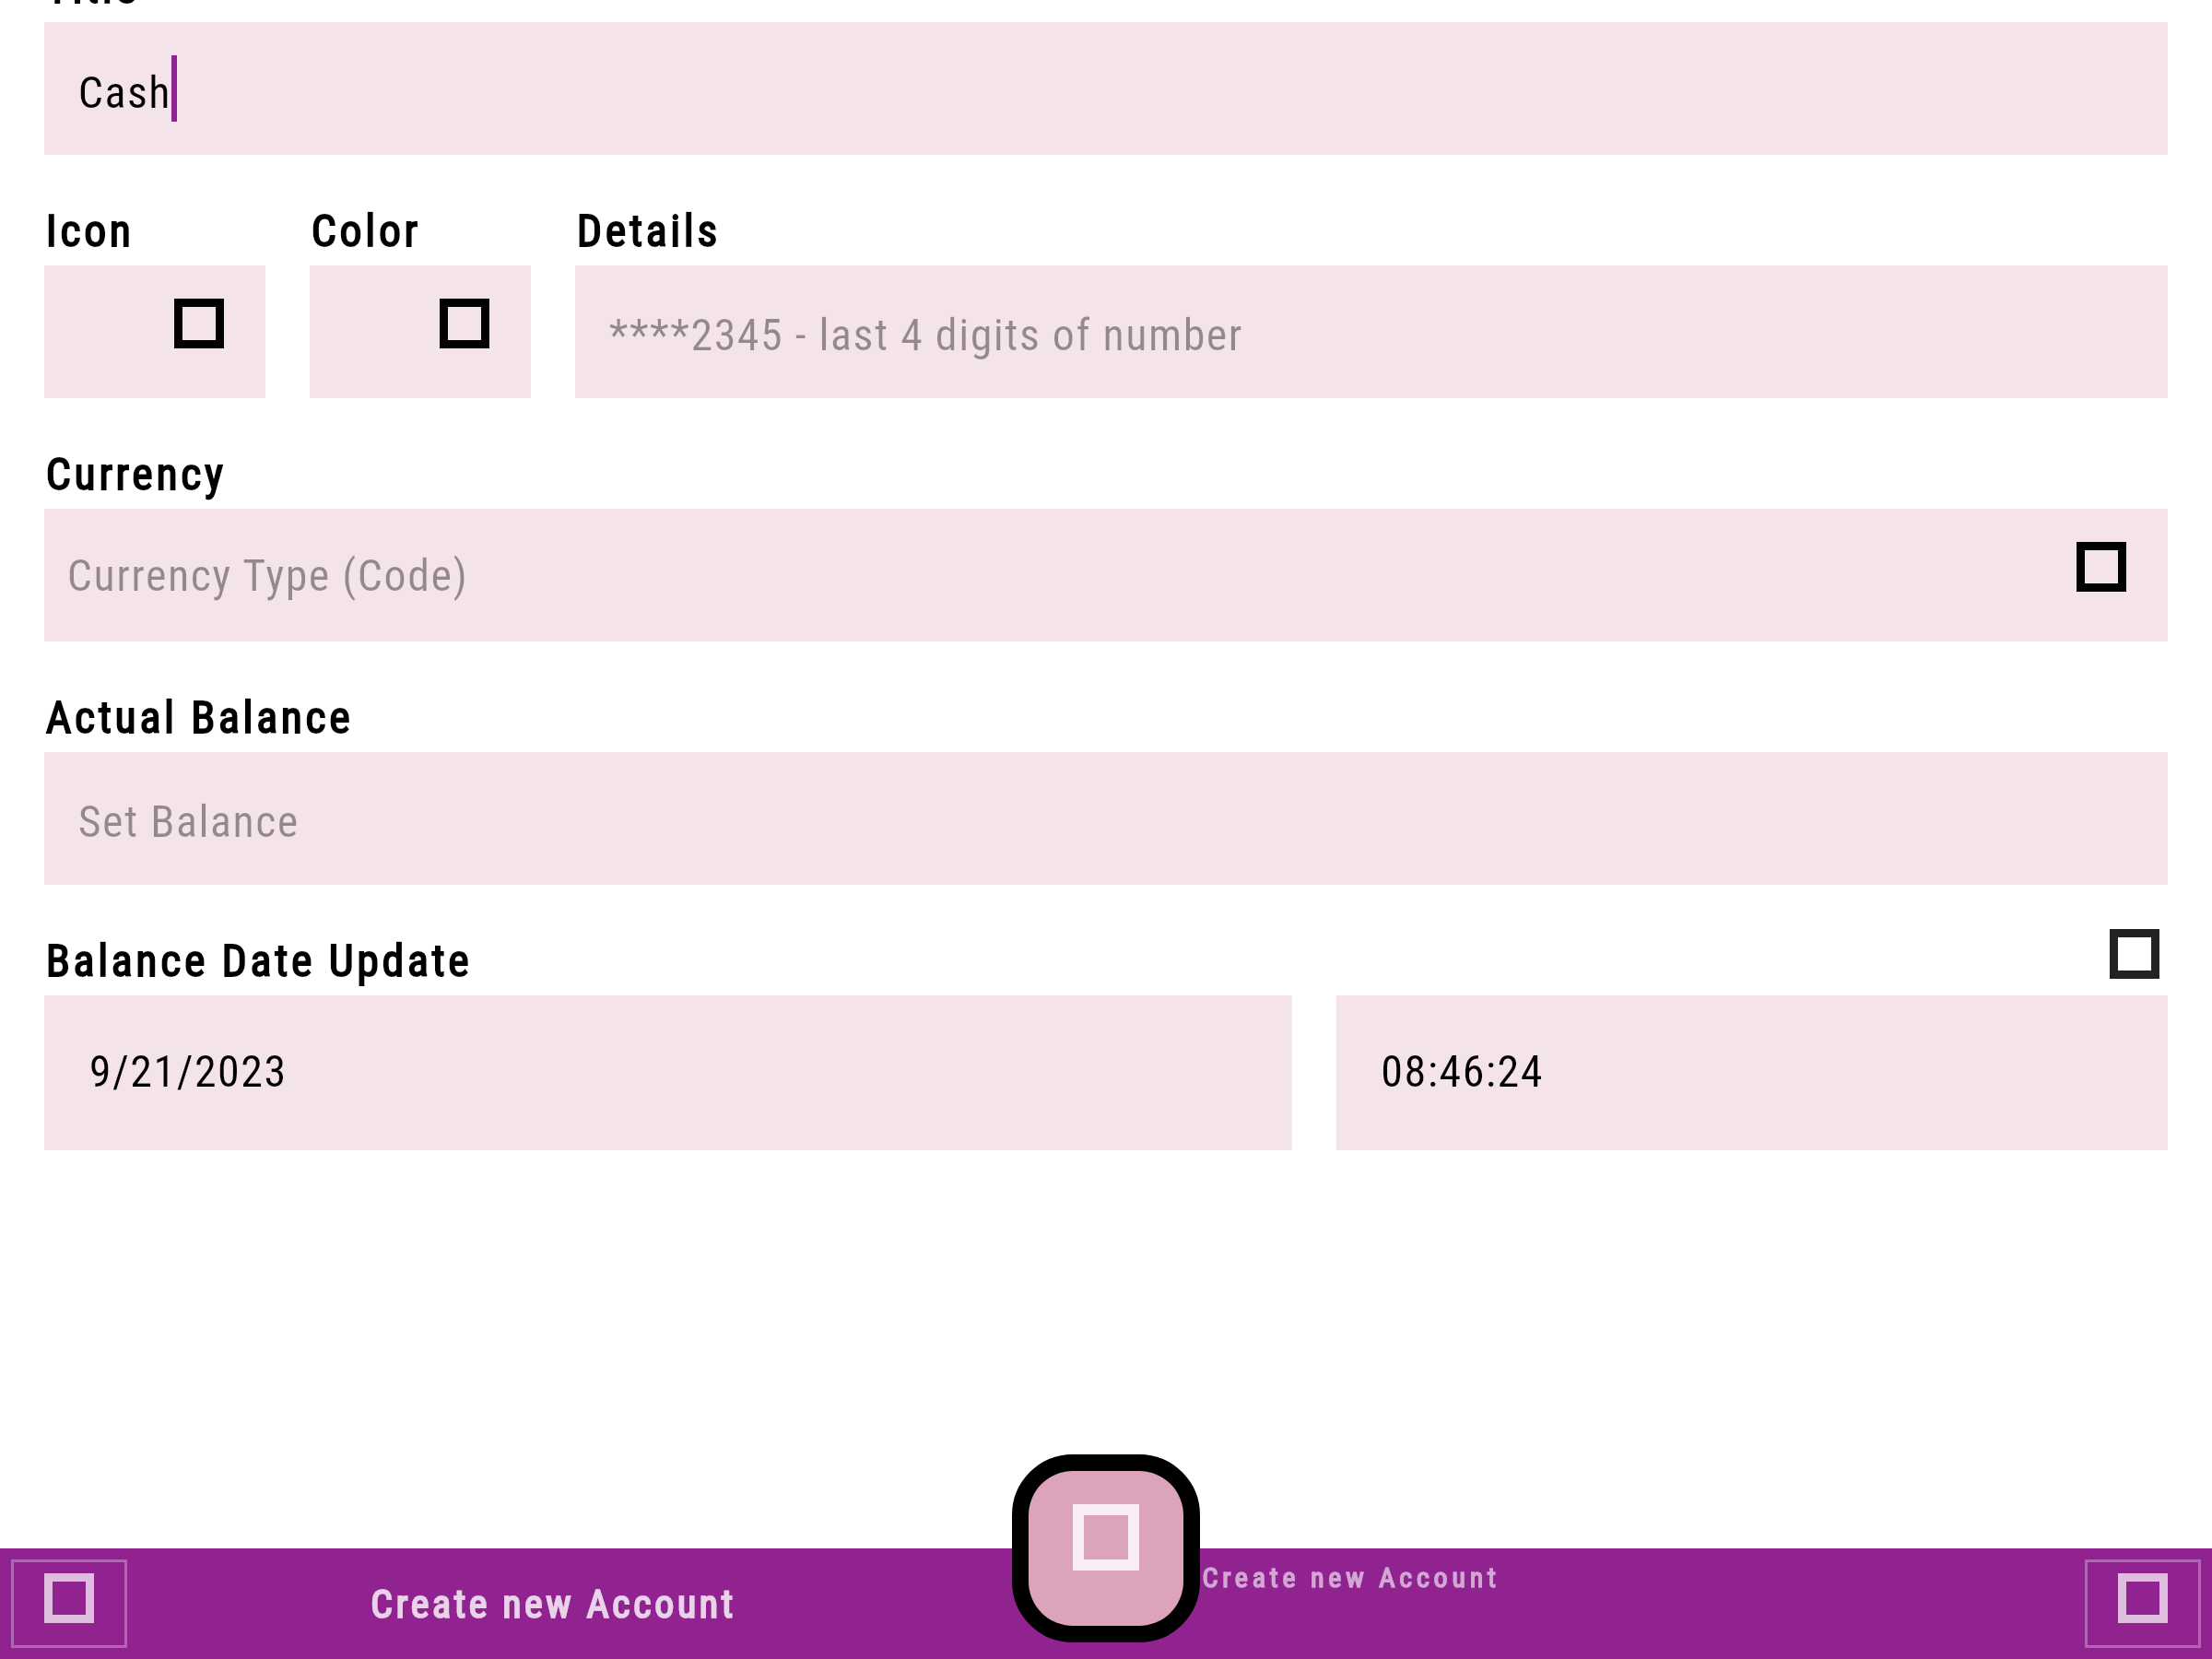 Title
Cash
Icon Color Details
****2345 - last 4 digits of number
Currency
Currency Type (Code)
Actual Balance
Set Balance
Balance Date Update
9/21/2023 08:46:24
Create new Account
Create new Account